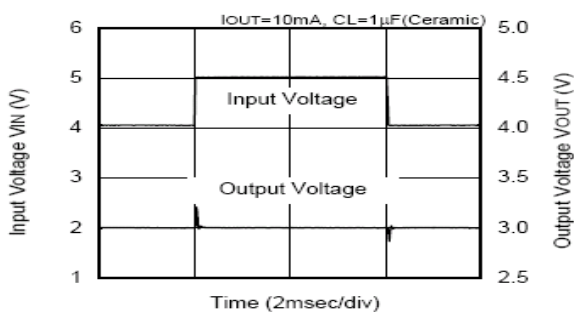 IOUT=10mA, CL=1μF(Ceramic)
6
5
4
3
2
1
Input Voltage VIN (V)
5.0
4.5
4.0
3.5
3.0
2.5
Output Voltage VOUT (V)
Input Voltage
Output Voltage
Time (2msec/div)